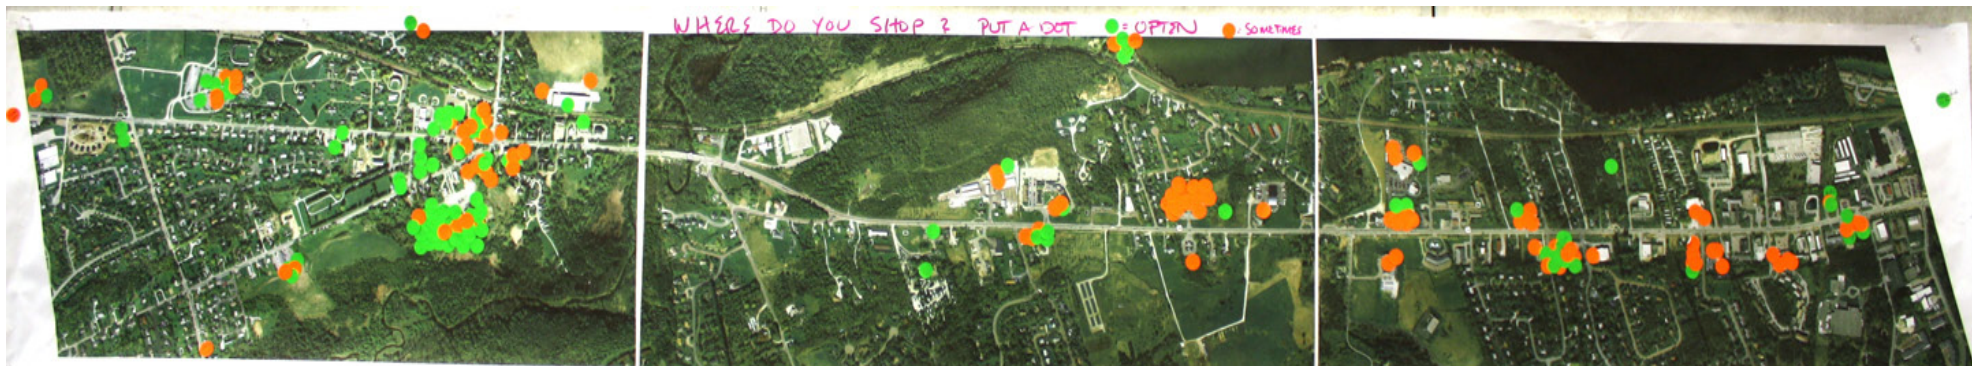 WHERE DO YOU SHOP? PUT A DOT = OFTEN = SOMETIMES